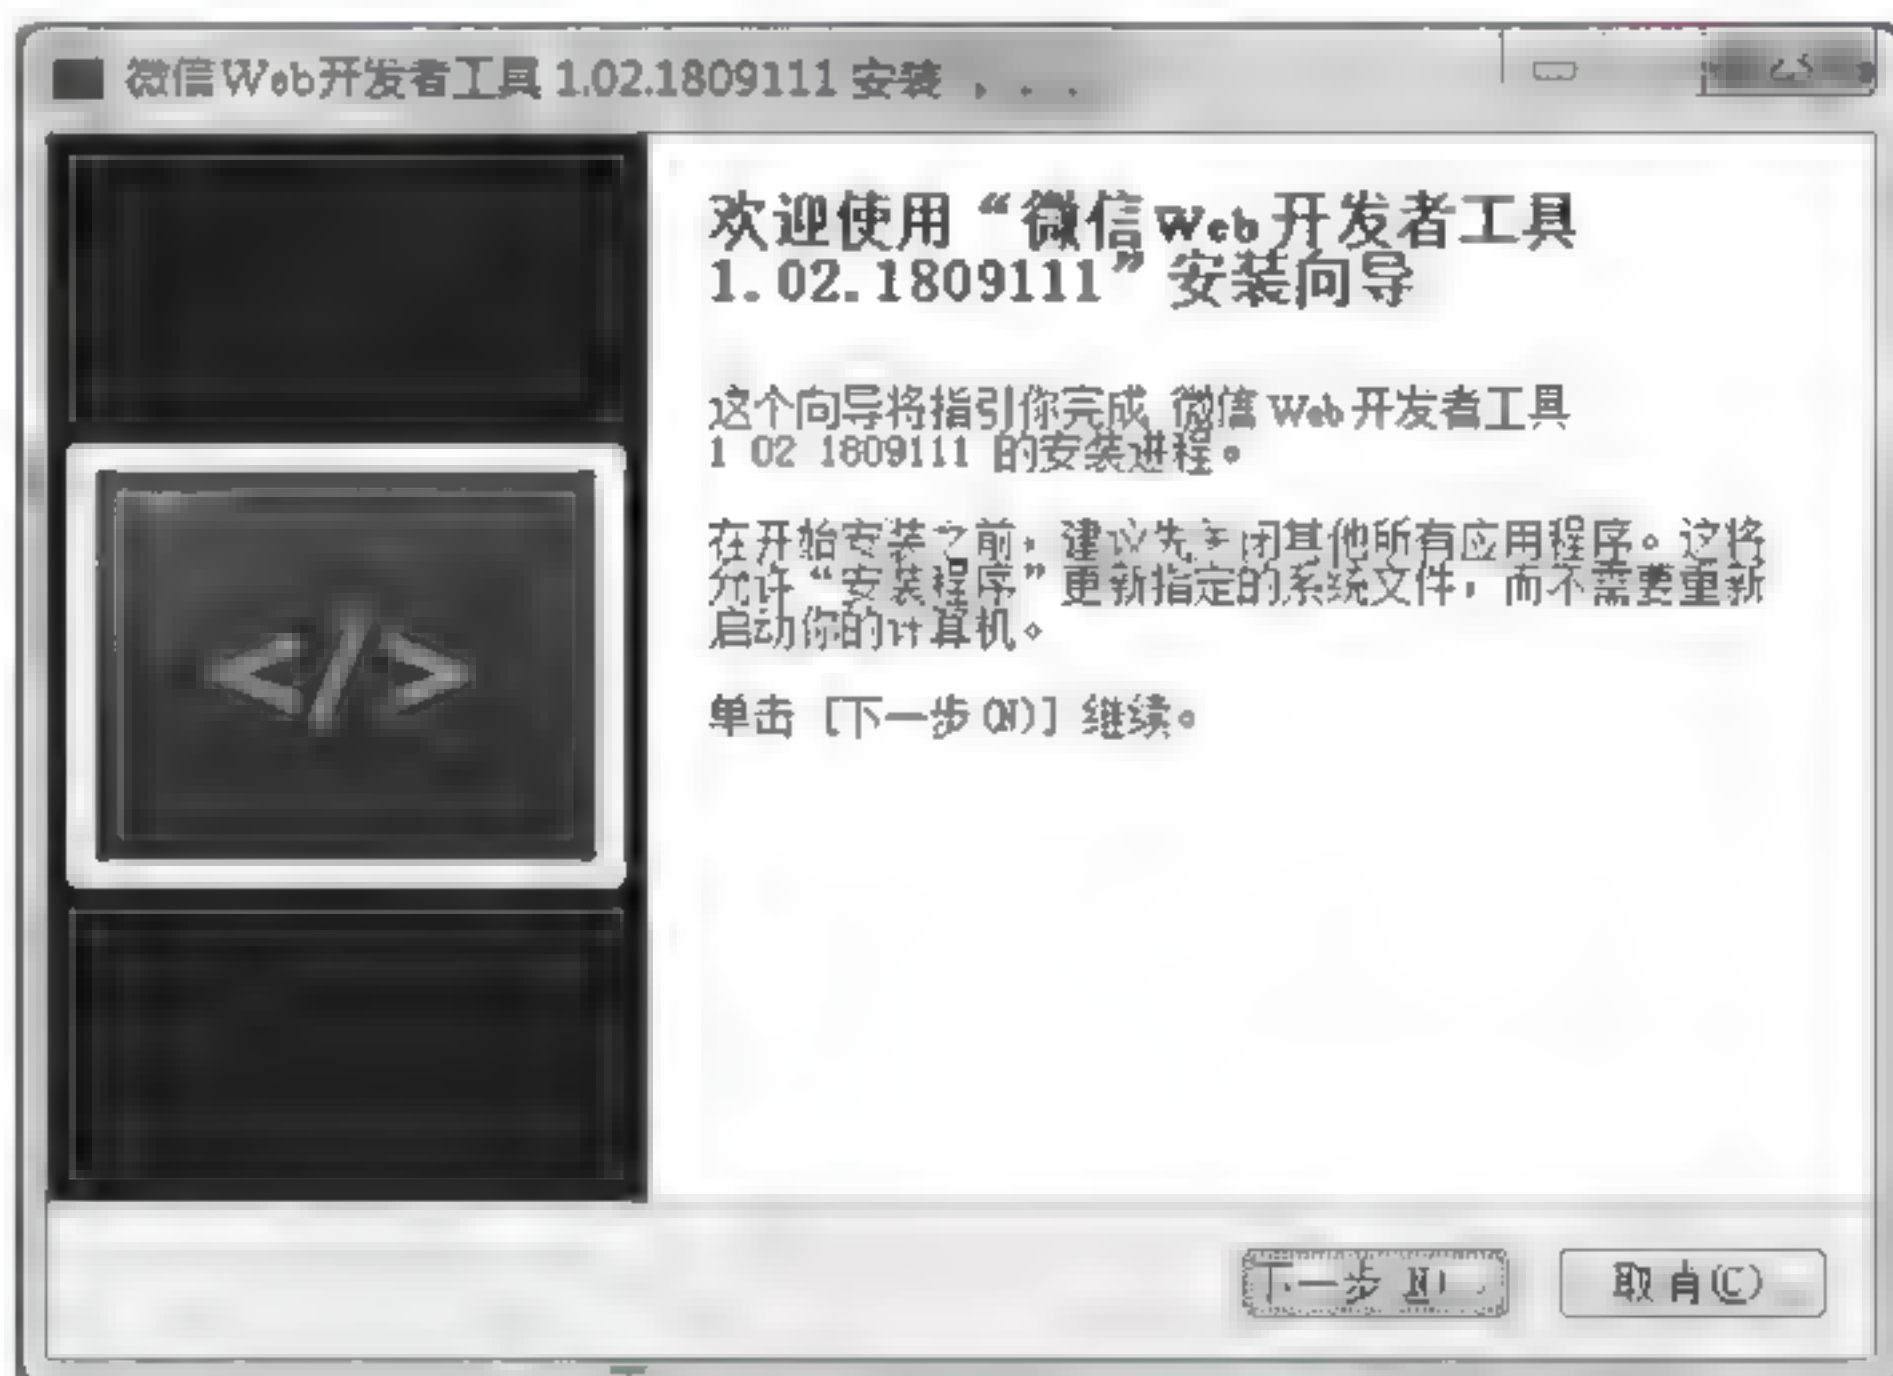 微信Web开发者工具 1.02.1809111 安装
欢迎使用“微信Web开发者工具
1.02.1809111”安装向导
这个向导将指引你完成 微信Web开发者工具
1 02 1809111 的安装进程。
在开始安装之前，建议先关闭其他所有应用程序。这将
允许“安装程序”更新指定的系统文件，而不需要重新
启动你的计算机。
单击 [下一步(N)] 继续。
</>
下一步(N)
取消(C)